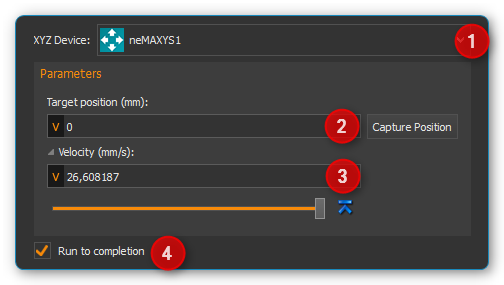 XYZ Device: neMAXYS1 1
Parameters
Target position (mm):
V 0 2 Capture Position
Velocity (mm/s):
V 26,608187 3
Run to completion 4